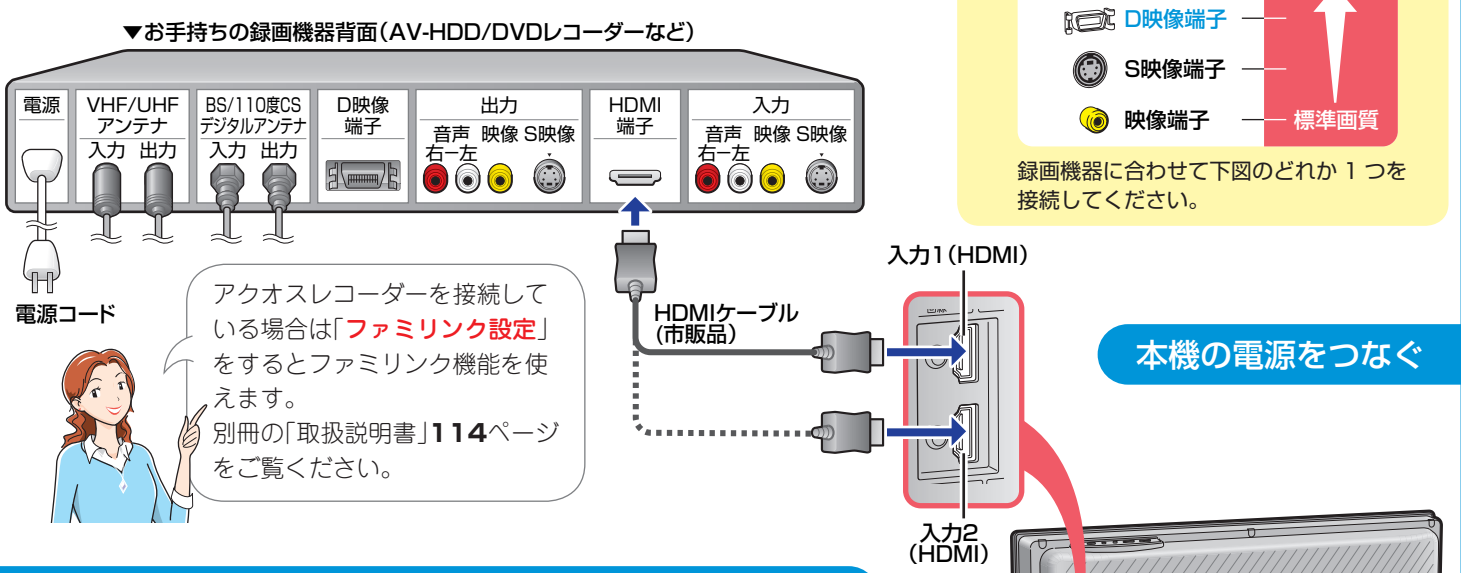 ▼お手持ちの録画機器背面(AV-HDD/DVDレコーダーなど)
電源
VHF/UHF
アンテナ
入力 出力
BS/110度CS
デジタルアンテナ
入力 出力
D映像
端子
出力
音声 映像 S映像
右ー左
HDMI
端子
入力
音声 映像 S映像
右ー左
電源コード
アクオスレコーダーを接続して
いる場合は「ファミリンク設定」
をするとファミリンク機能を使
えます。
別冊の「取扱説明書」114ページ
をご覧ください。
HDMIケーブル
(市販品)
入力1(HDMI)
入力2
(HDMI)
D映像端子
S映像端子
映像端子
標準画質
録画機器に合わせて下図のどれか 1 つを
接続してください。
本機の電源をつなぐ